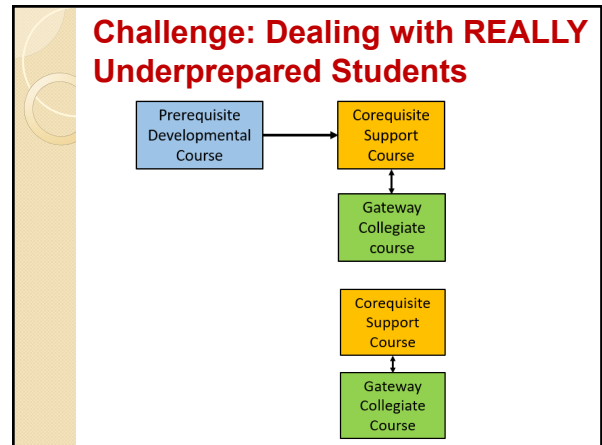 Challenge: Dealing with REALLY
Underprepared Students
Prerequisite
Developmental
Course
Corequisite
Support
Course
Gateway
Collegiate
course
Corequisite
Support
Course
Gateway
Collegiate
Course